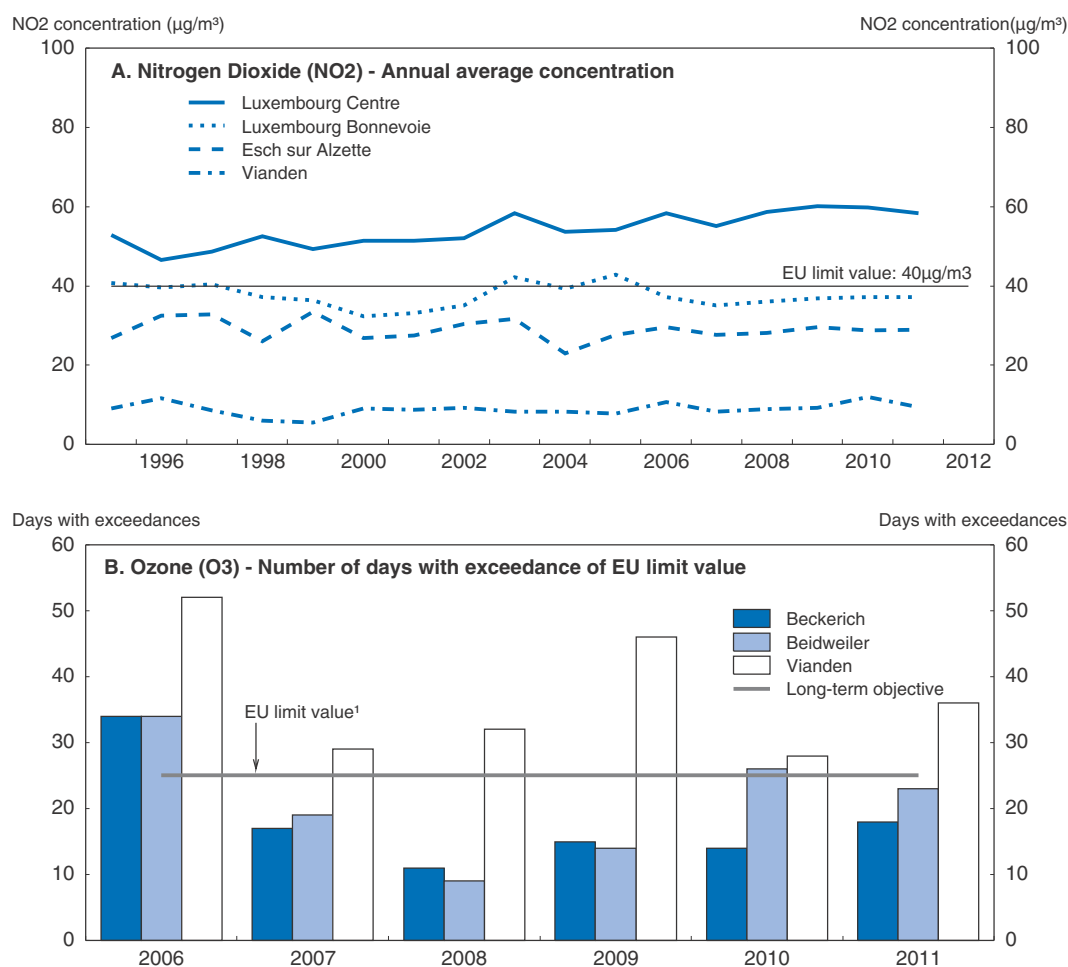 NO2 concentration (µg/m³) NO2 concentration(µg/m³)
100 100
A. Nitrogen Dioxide (NO2) - Annual average concentration
Luxembourg Centre
Luxembourg Bonnevoie
Esch sur Alzette
Vianden
80 80
60 60
EU limit value: 40µg/m3
40 40
20 20
0 0
1996 1998 2000 2002 2004 2006 2008 2010 2012
Days with exceedances Days with exceedances
60 60
B. Ozone (O3) - Number of days with exceedance of EU limit value
50 50
Beckerich
Beidweiler
Vianden
Long-term objective
40 40
EU limit value¹
30 30
20 20
10 10
0 0
2006 2007 2008 2009 2010 2011